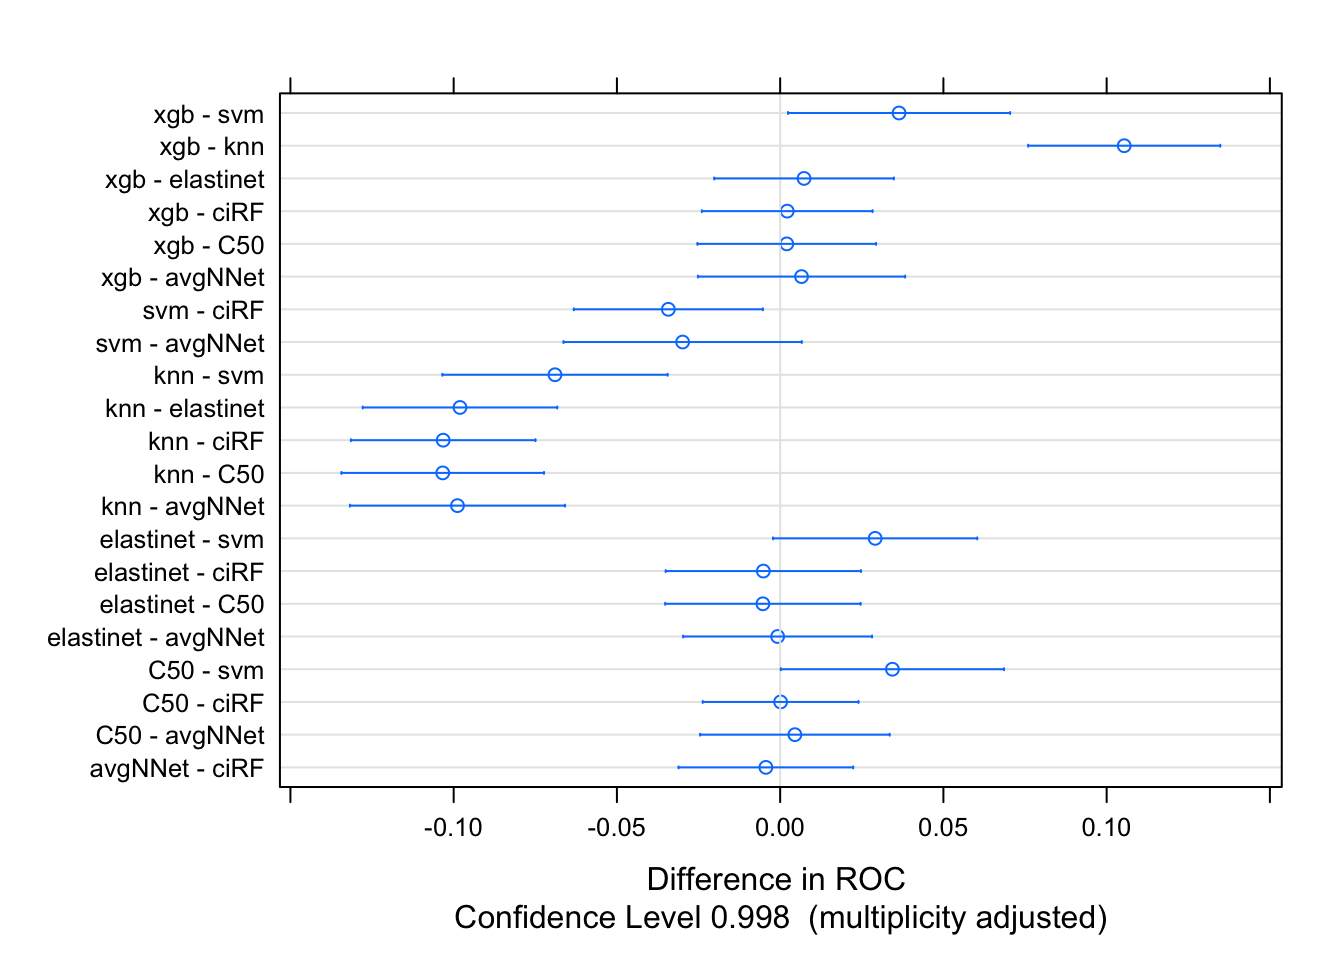 xgb - svm
xgb - knn
xgb - elastinet
xgb - ciRF
xgb - C50
xgb - avgNNet
svm - ciRF
svm - avgNNet
knn - svm
knn - elastinet
knn - ciRF
knn - C50
knn - avgNNet
elastinet - svm
elastinet - ciRF
elastinet - C50
elastinet - avgNNet
C50 - svm
C50 - ciRF
C50 - avgNNet
avgNNet - ciRF
-0.10 -0.05 0.00 0.05 0.10
Difference in ROC
Confidence Level 0.998 (multiplicity adjusted)